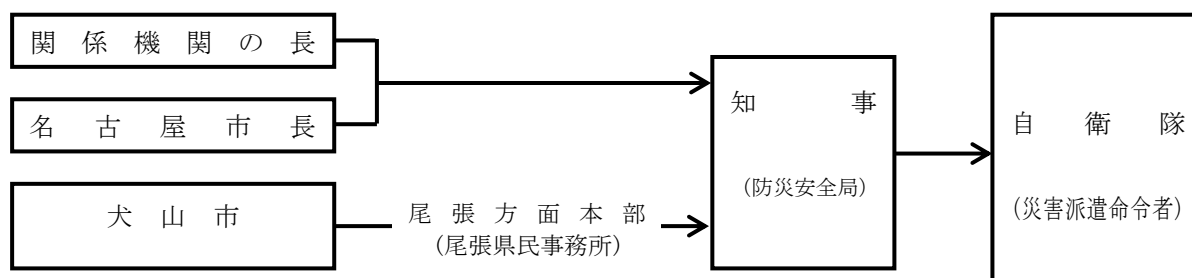 関係機関の長
名古屋市長
犬山市
尾張方面本部
(尾張県民事務所)
知事
(防災安全局)
自衛隊
(災害派遣命令者)